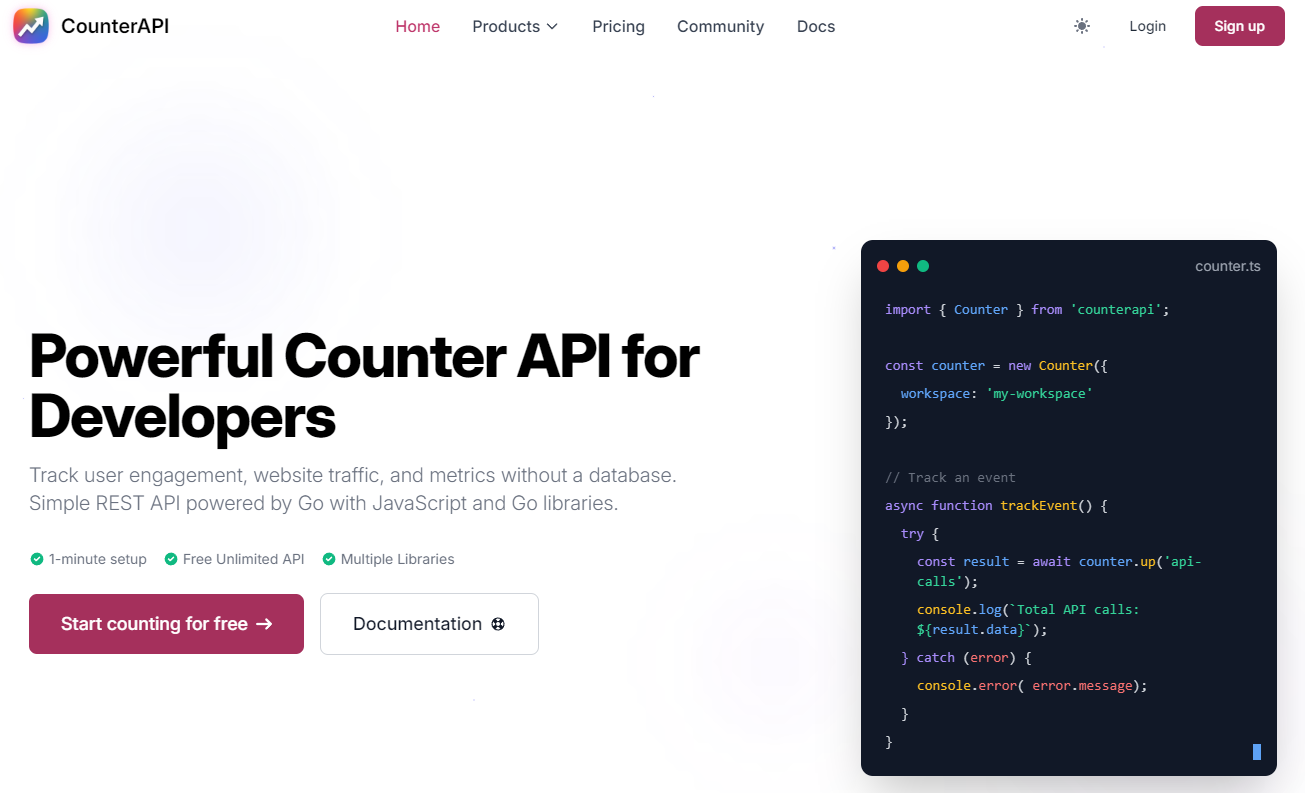 CounterAPI
Home
Products
Pricing
Community
Docs
Login
Sign up
Powerful Counter API for
Developers
Track user engagement, website traffic, and metrics without a database.
Simple REST API powered by Go with JavaScript and Go libraries.
1-minute setup
Free Unlimited API
Multiple Libraries
Start counting for free →
Documentation
counter.ts
import { Counter } from 'counterapi';
const counter = new Counter({
workspace: 'my-workspace'
});
// Track an event
async function trackEvent() {
try {
const result = await counter.up('api-
calls');
console.log(`Total API calls:
${result.data}`);
} catch (error) {
console.error( error.message);
}
}